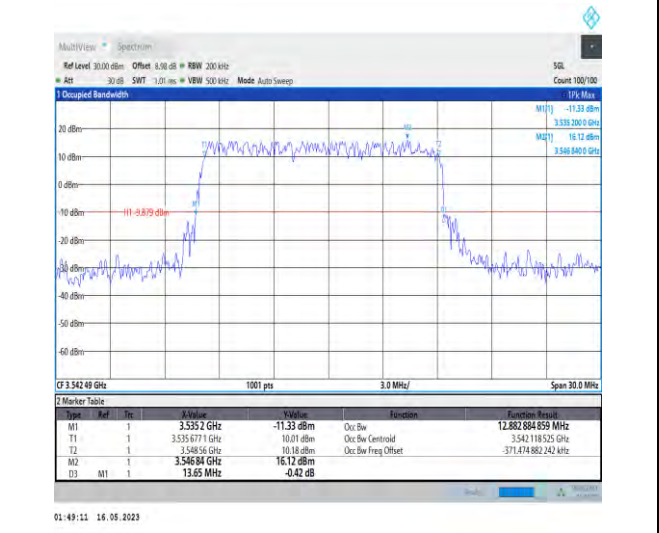 MultiView Spectrum
Ref Level 30.00 dBm Offset 8.98 dB RBW 200 kHz SGL
Att 30 dB SWT 1.01 ms VBW 500 kHz Mode Auto Sweep Count 100/100
1 Occupied Bandwidth 1Pk Max
M1[1] -11.33 dBm
3.535 200 0 GHz
M2[1] 16.12 dBm
3.546 840 0 GHz
20 dBm
10 dBm
0 dBm
-10 dBm H1 -9.879 dBm
-20 dBm
-30 dBm
-40 dBm
-50 dBm
-60 dBm
M2
T1
T2
CF 3.542 49 GHz 1001 pts 3.0 MHz/ Span 30.0 MHz
2 Marker Table
Type Ref Trc X-Value Y-Value Function Function Result
M1 1 3.535 2 GHz -11.33 dBm Occ Bw 12.882 884 859 MHz
T1 1 3.535 677 1 GHz 10.01 dBm Occ Bw Centroid 3.542 118 525 GHz
T2 1 3.548 56 GHz 10.18 dBm Occ Bw Freq Offset -371.474 882 242 kHz
M2 1 3.546 84 GHz 16.12 dBm
D3 M1 1 13.65 MHz -0.42 dB
01:49:11 16.05.2023